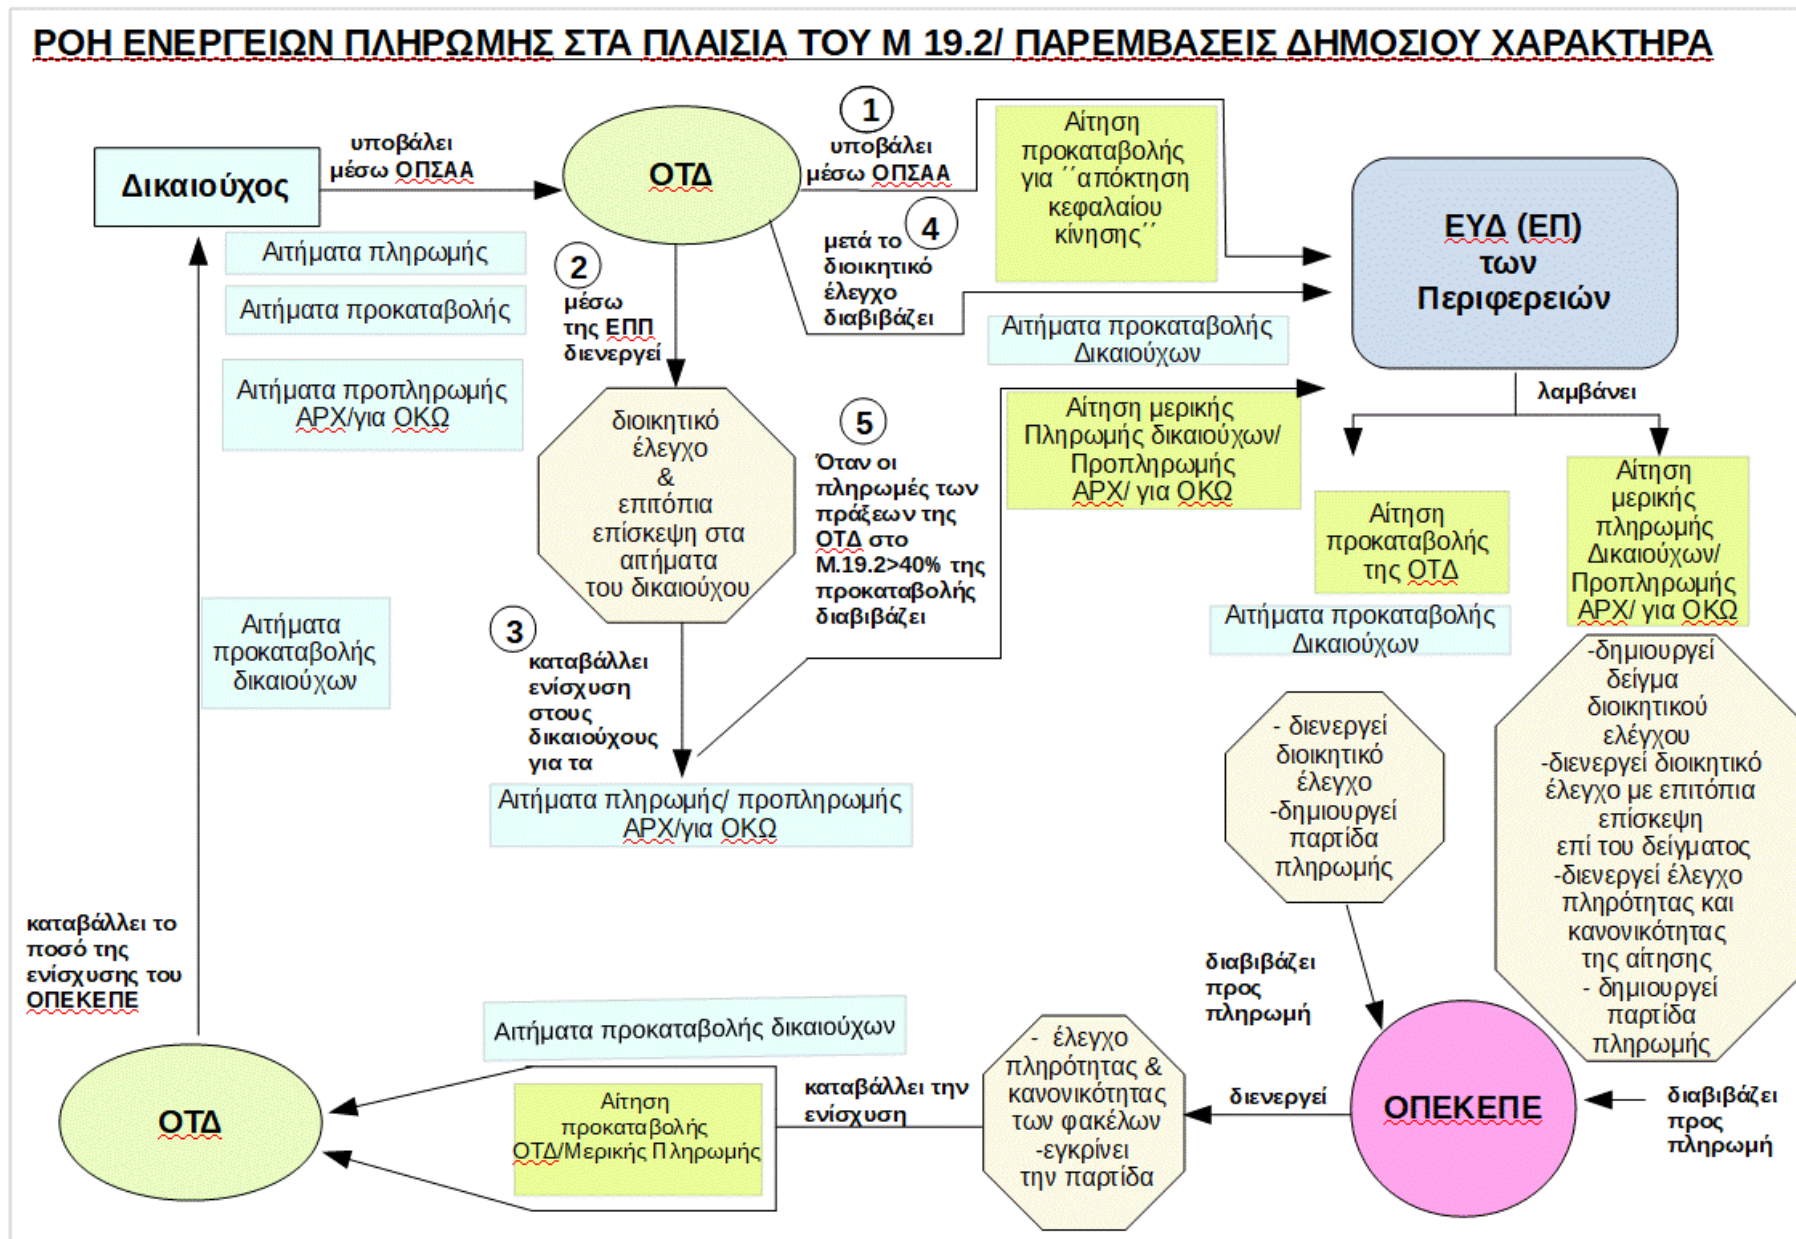 ΡΟΗ ΕΝΕΡΓΕΙΩΝ ΠΛΗΡΩΜΗΣ ΣΤΑ ΠΛΑΙΣΙΑ ΤΟΥ Μ 19.2/ ΠΑΡΕΜΒΑΣΕΙΣ ΔΗΜΟΣΙΟΥ ΧΑΡΑΚΤΗΡΑ
Δικαιούχος
υποβάλει
μέσω ΟΠΣΑΑ
ΟΤΔ
1
υποβάλει
μέσω ΟΠΣΑΑ
Αίτηση
προκαταβολής
για ΄΄απόκτηση
κεφαλαίου
κίνησης΄΄
ΕΥΔ (ΕΠ)
των
Περιφερειών
Αιτήματα πληρωμής
Αιτήματα προκαταβολής
Αιτήματα προπληρωμής
ΑΡΧ/για ΟΚΩ
2
μέσω
της ΕΠΠ
διενεργεί
4
μετά το
διοικητικό
έλεγχο
διαβιβάζει
Αιτήματα προκαταβολής
Δικαιούχων
διοικητικό
έλεγχο
&
επιτόπια
επίσκεψη στα
αιτήματα
του δικαιούχου
5
Όταν οι
πληρωμές των
πράξεων της
ΟΤΔ στο
Μ.19.2>40% της
προκαταβολής
διαβιβάζει
Αίτηση μερικής
Πληρωμής δικαιούχων/
Προπληρωμής
ΑΡΧ/ για ΟΚΩ
λαμβάνει
Αίτηση
προκαταβολής
της ΟΤΔ
Αιτήματα προκαταβολής
Δικαιούχων
Αίτηση
μερικής
πληρωμής
Δικαιούχων/
Προπληρωμής
ΑΡΧ/ για ΟΚΩ
3
καταβάλλει
ενίσχυση
στους
δικαιούχους
για τα
Αιτήματα πληρωμής/ προπληρωμής
ΑΡΧ/για ΟΚΩ
Αιτήματα
προκαταβολής
δικαιούχων
- διενεργεί
διοικητικό
έλεγχο
-δημιουργεί
παρτίδα
πληρωμής
-δημιουργεί
δείγμα
διοικητικού
ελέγχου
-διενεργεί διοικητικό
έλεγχο με επιτόπια
επίσκεψη
επί του δείγματος
-διενεργεί έλεγχο
πληρότητας και
κανονικότητας
της αίτησης
- δημιουργεί
παρτίδα
πληρωμής
διαβιβάζει
προς
πληρωμή
καταβάλλει το
ποσό της
ενίσχυσης του
ΟΠΕΚΕΠΕ
ΟΤΔ
Αιτήματα προκαταβολής δικαιούχων
Αίτηση
προκαταβολής
ΟΤΔ/Μερικής Πληρωμής
καταβάλλει την
ενίσχυση
- έλεγχο
πληρότητας &
κανονικότητας
των φακέλων
-εγκρίνει
την παρτίδα
διενεργεί
ΟΠΕΚΕΠΕ
διαβιβάζει
προς
πληρωμή